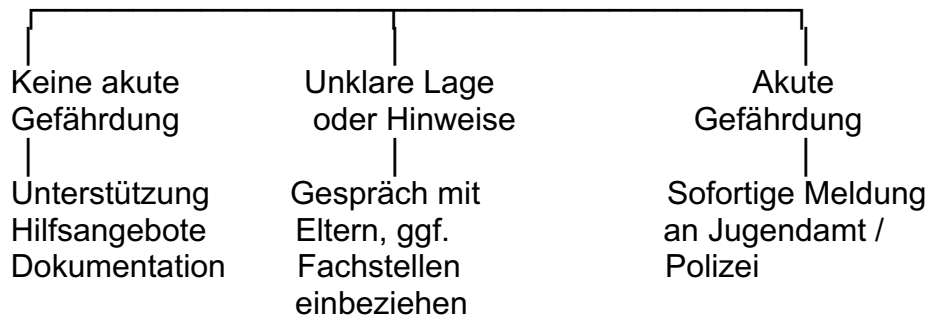 Keine akute
Gefährdung
Unterstützung
Hilfsangebote
Dokumentation
Unklare Lage
oder Hinweise
Gespräch mit
Eltern, ggf.
Fachstellen
einbeziehen
Akute
Gefährdung
Sofortige Meldung
an Jugendamt /
Polizei